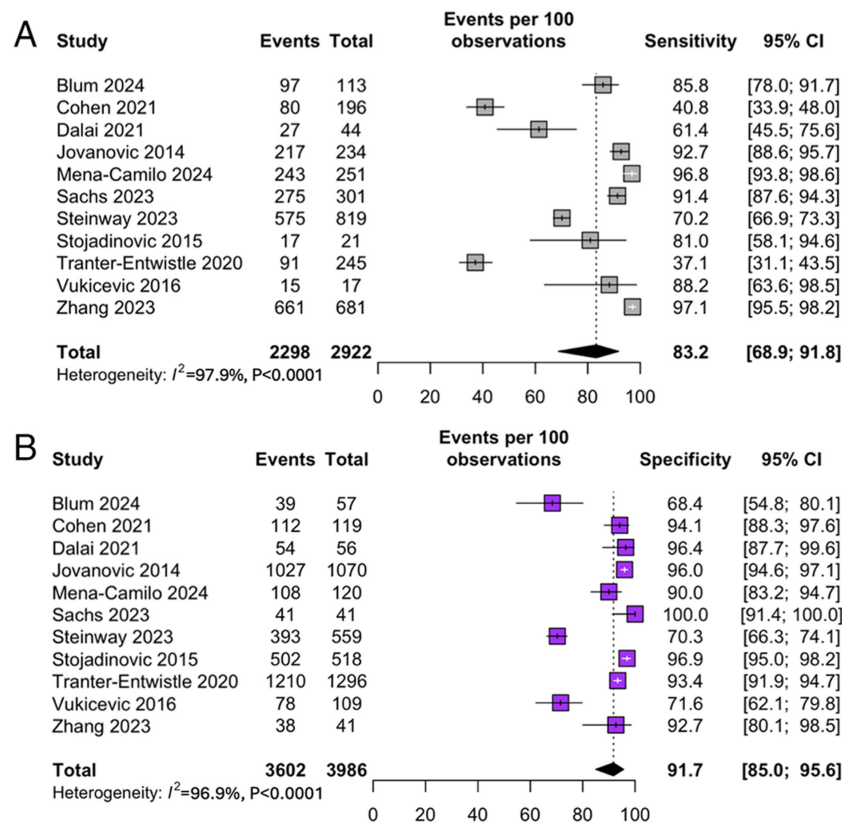 A
Events per 100
Study Events Total observations Sensitivity 95% CI
Blum 2024 97 113 85.8 [78.0; 91.7]
Cohen 2021 80 196 40.8 [33.9; 48.0]
Dalai 2021 27 44 61.4 [45.5; 75.6]
Jovanovic 2014 217 234 92.7 [88.6; 95.7]
Mena-Camilo 2024 243 251 96.8 [93.8; 98.6]
Sachs 2023 275 301 91.4 [87.6; 94.3]
Steinway 2023 575 819 70.2 [66.9; 73.3]
Stojadinovic 2015 17 21 81.0 [58.1; 94.6]
Tranter-Entwistle 2020 91 245 37.1 [31.1; 43.5]
Vukicevic 2016 15 17 88.2 [63.6; 98.5]
Zhang 2023 661 681 97.1 [95.5; 98.2]
Total 2298 2922 83.2 [68.9; 91.8]
Heterogeneity: I²=97.9%, P<0.0001
0 20 40 60 80 100
B
Events per 100
Study Events Total observations Specificity 95% CI
Blum 2024 39 57 68.4 [54.8; 80.1]
Cohen 2021 112 119 94.1 [88.3; 97.6]
Dalai 2021 54 56 96.4 [87.7; 99.6]
Jovanovic 2014 1027 1070 96.0 [94.6; 97.1]
Mena-Camilo 2024 108 120 90.0 [83.2; 94.7]
Sachs 2023 41 41 100.0 [91.4; 100.0]
Steinway 2023 393 559 70.3 [66.3; 74.1]
Stojadinovic 2015 502 518 96.9 [95.0; 98.2]
Tranter-Entwistle 2020 1210 1296 93.4 [91.9; 94.7]
Vukicevic 2016 78 109 71.6 [62.1; 79.8]
Zhang 2023 38 41 92.7 [80.1; 98.5]
Total 3602 3986 91.7 [85.0; 95.6]
Heterogeneity: I²=96.9%, P<0.0001
0 20 40 60 80 100